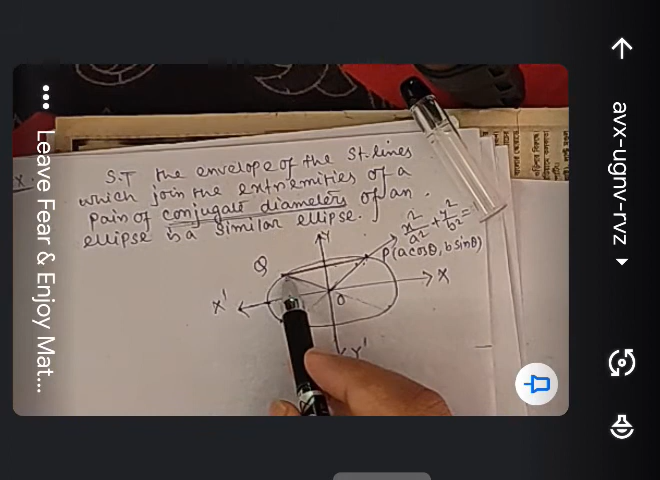 S.T the envelope of the St. lines
which join the extremities of a
pair of conjugate diameters of an
ellipse is a similar ellipse.
x²/a² + y²/b² = 1
P(a cosθ, b sinθ)
Y
Q
X
X'
O
Y'
Leave Fear & Enjoy Mat...
avx-ugnv-rvz